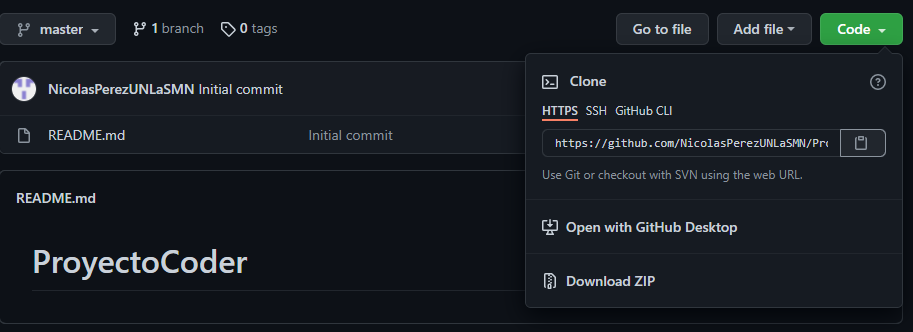 master 1 branch 0 tags Go to file Add file Code
NicolasPerezUNLaSMN Initial commit
README.md Initial commit
README.md
ProyectoCoder
Clone
HTTPS SSH GitHub CLI
https://github.com/NicolasPerezUNLaSMN/Pro
Use Git or checkout with SVN using the web URL.
Open with GitHub Desktop
Download ZIP